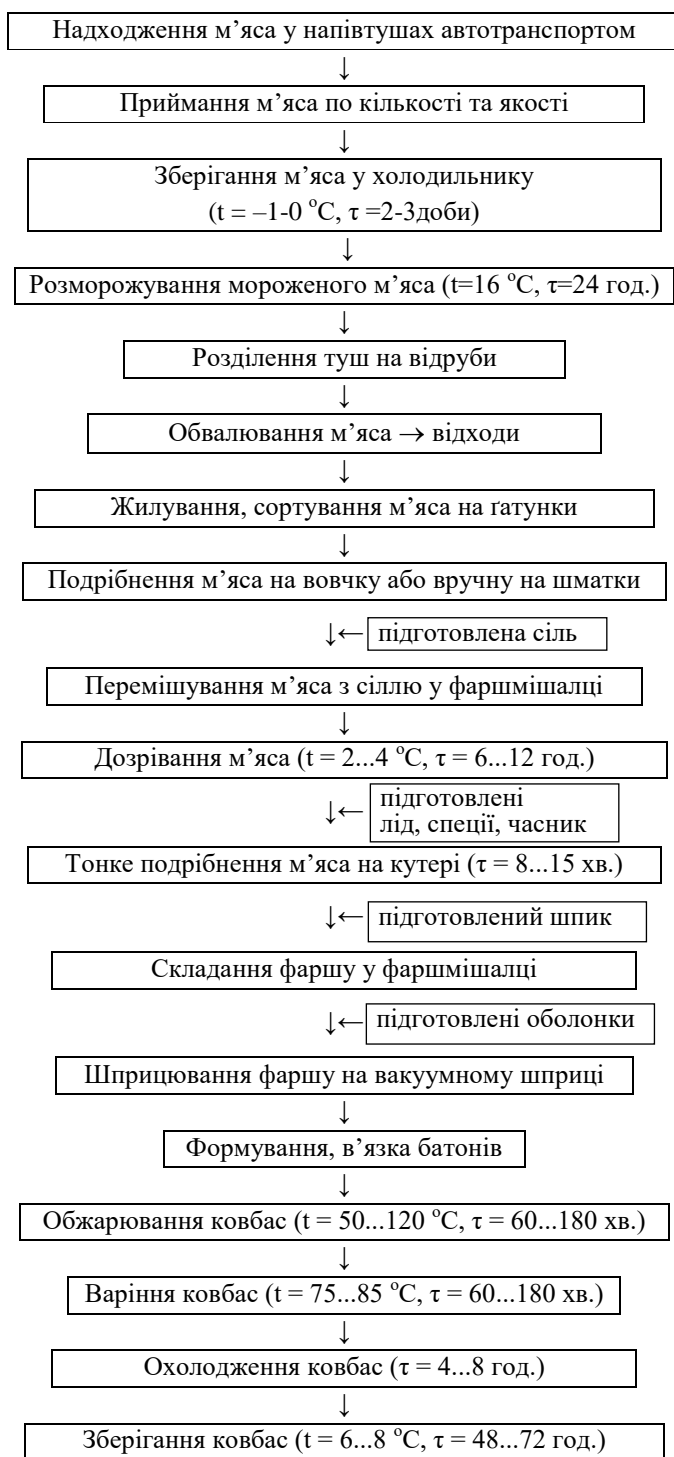 Надходження м’яса у напівтушах автотранспортом
↓
Приймання м’яса по кількості та якості
↓
Зберігання м’яса у холодильнику
(t = –1-0 °С, τ =2-3доби)
↓
Розморожування мороженого м’яса (t=16 °С, τ=24 год.)
↓
Розділення туш на відруби
↓
Обвалювання м’яса → відходи
↓
Жилування, сортування м’яса на ґатунки
↓
Подрібнення м’яса на вовчку або вручну на шматки
↓← підготовлена сіль
Перемішування м’яса з сіллю у фаршмішалці
↓
Дозрівання м’яса (t = 2...4 °С, τ = 6...12 год.)
↓← підготовлені
лід, спеції, часник
Тонке подрібнення м’яса на кутері (τ = 8...15 хв.)
↓← підготовлений шпик
Складання фаршу у фаршмішалці
↓← підготовлені оболонки
Шприцювання фаршу на вакуумному шприці
↓
Формування, в’язка батонів
↓
Обжарювання ковбас (t = 50...120 °С, τ = 60...180 хв.)
↓
Варіння ковбас (t = 75...85 °С, τ = 60...180 хв.)
↓
Охолодження ковбас (τ = 4...8 год.)
↓
Зберігання ковбас (t = 6...8 °С, τ = 48...72 год.)